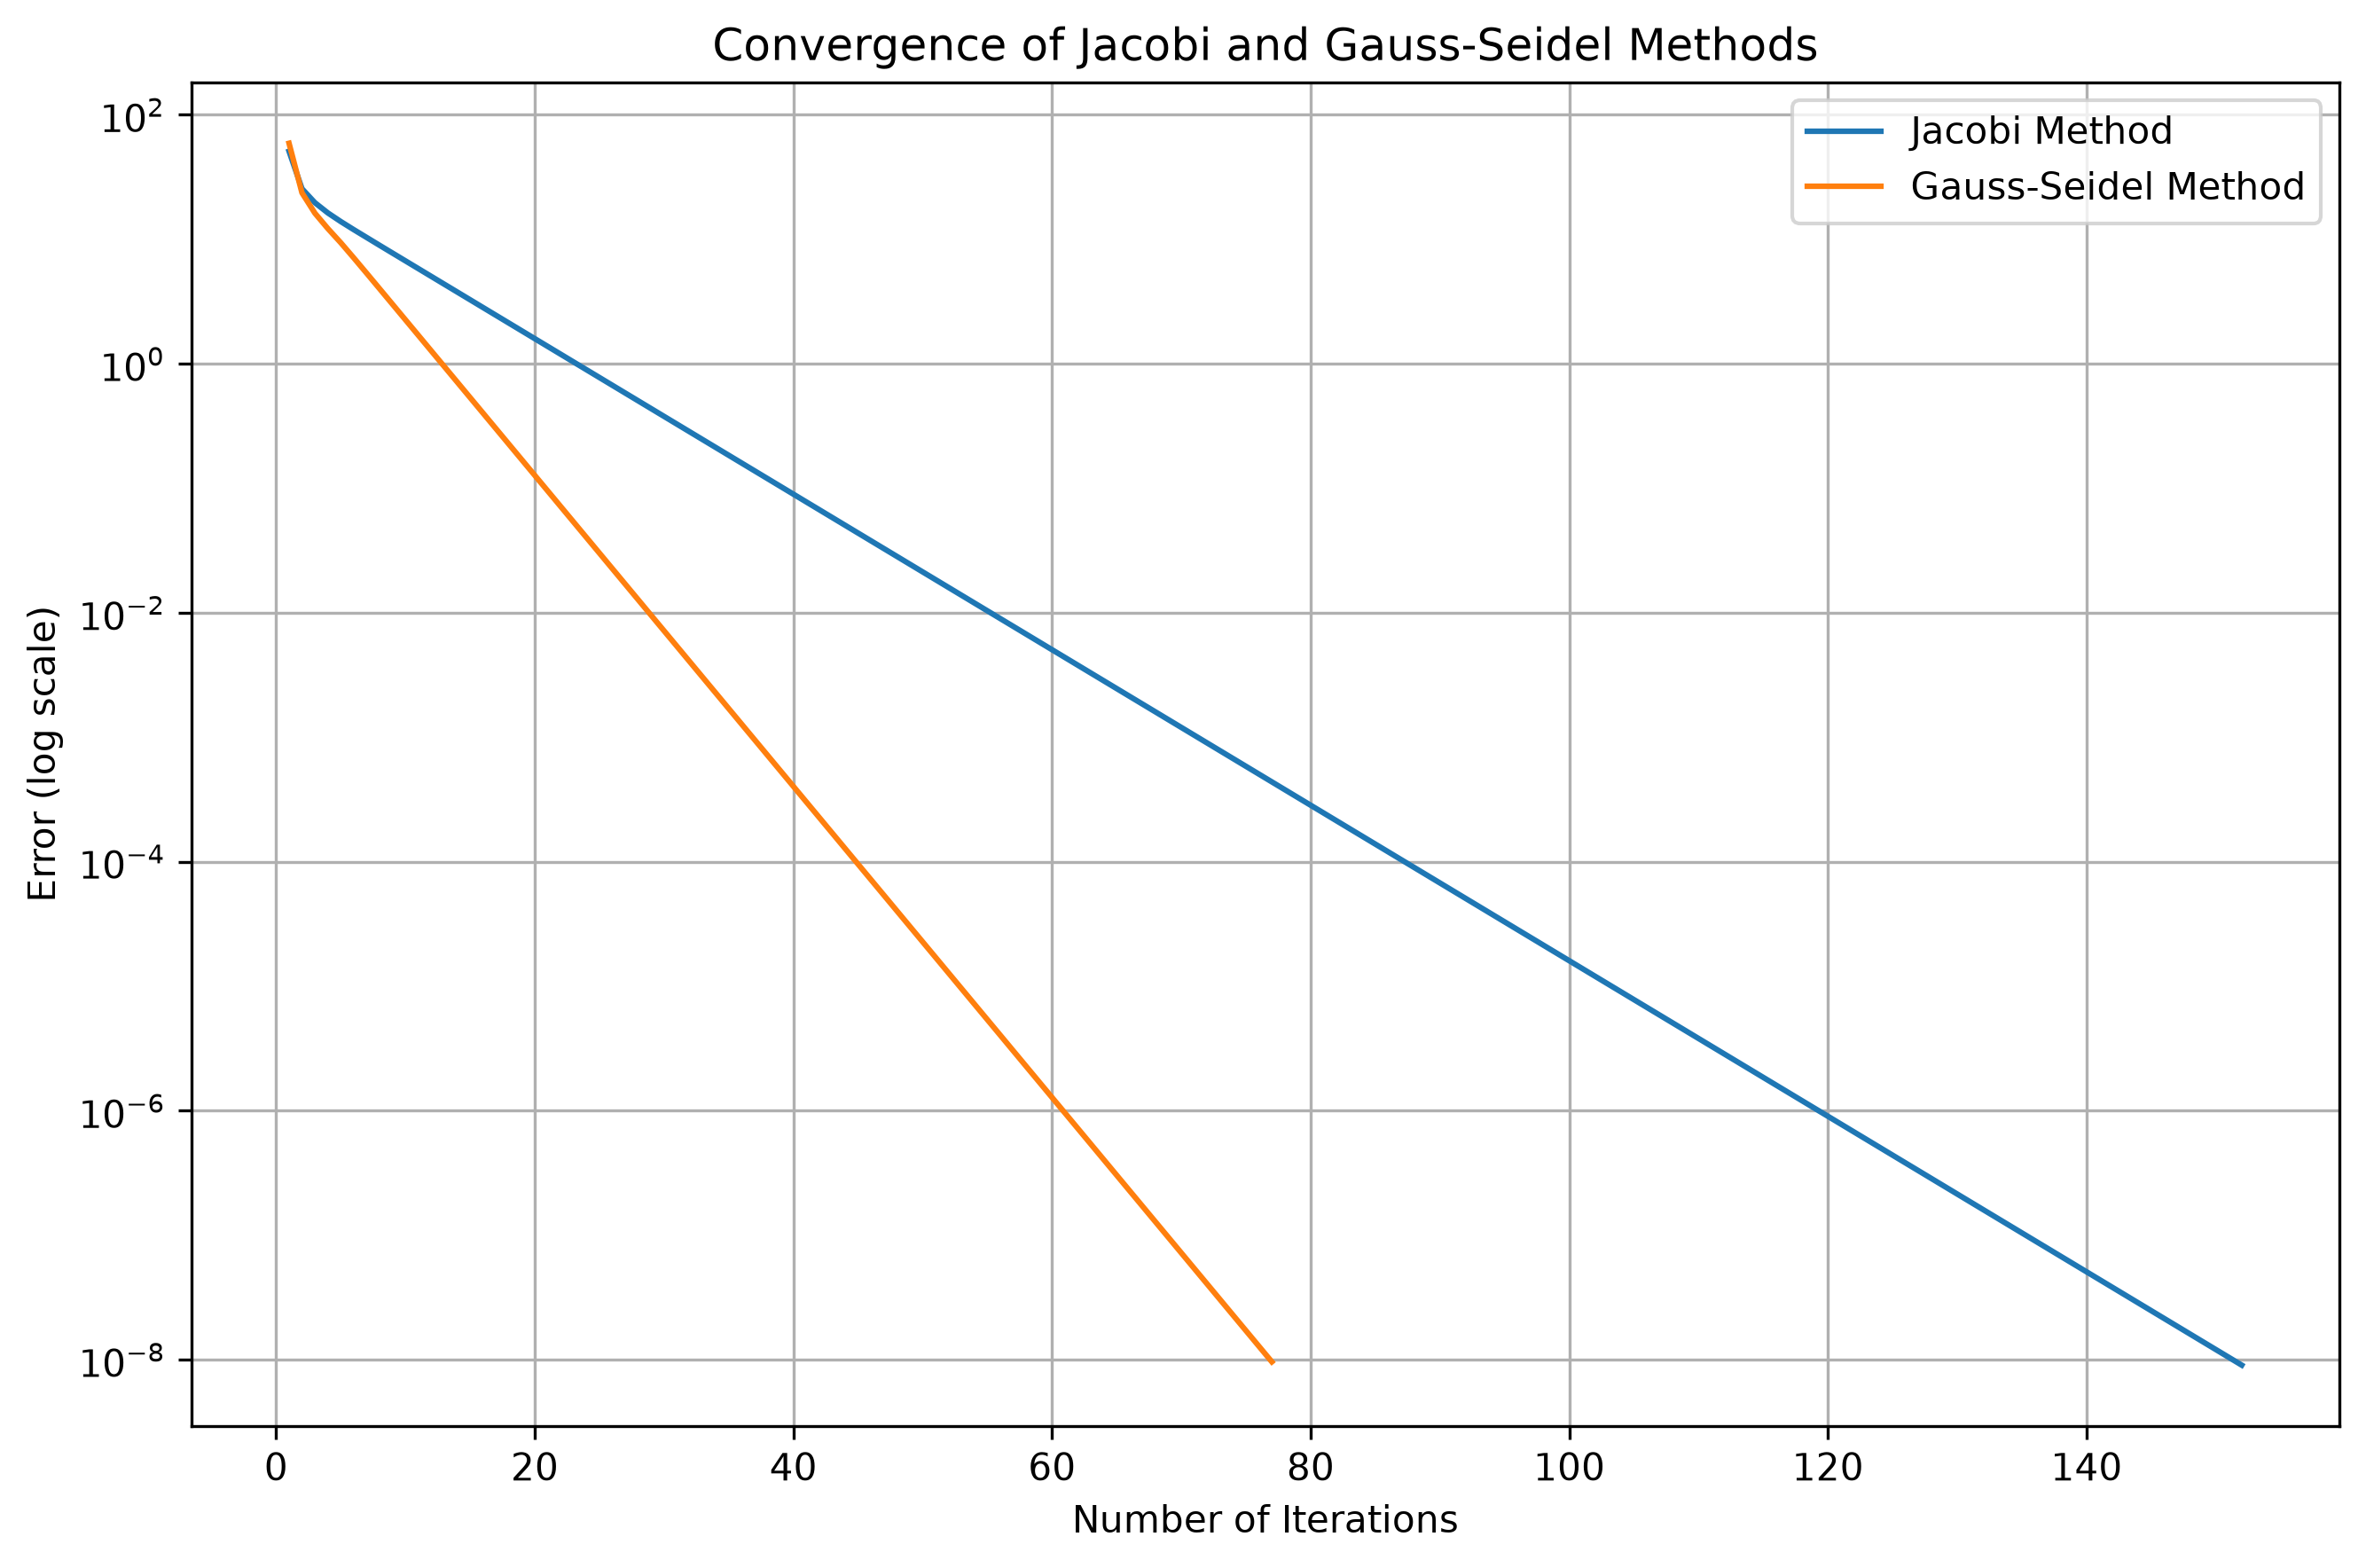 Convergence of Jacobi and Gauss-Seidel Methods
Jacobi Method
Gauss-Seidel Method
10²
10⁰
10⁻²
10⁻⁴
10⁻⁶
10⁻⁸
Error (log scale)
0 20 40 60 80 100 120 140
Number of Iterations